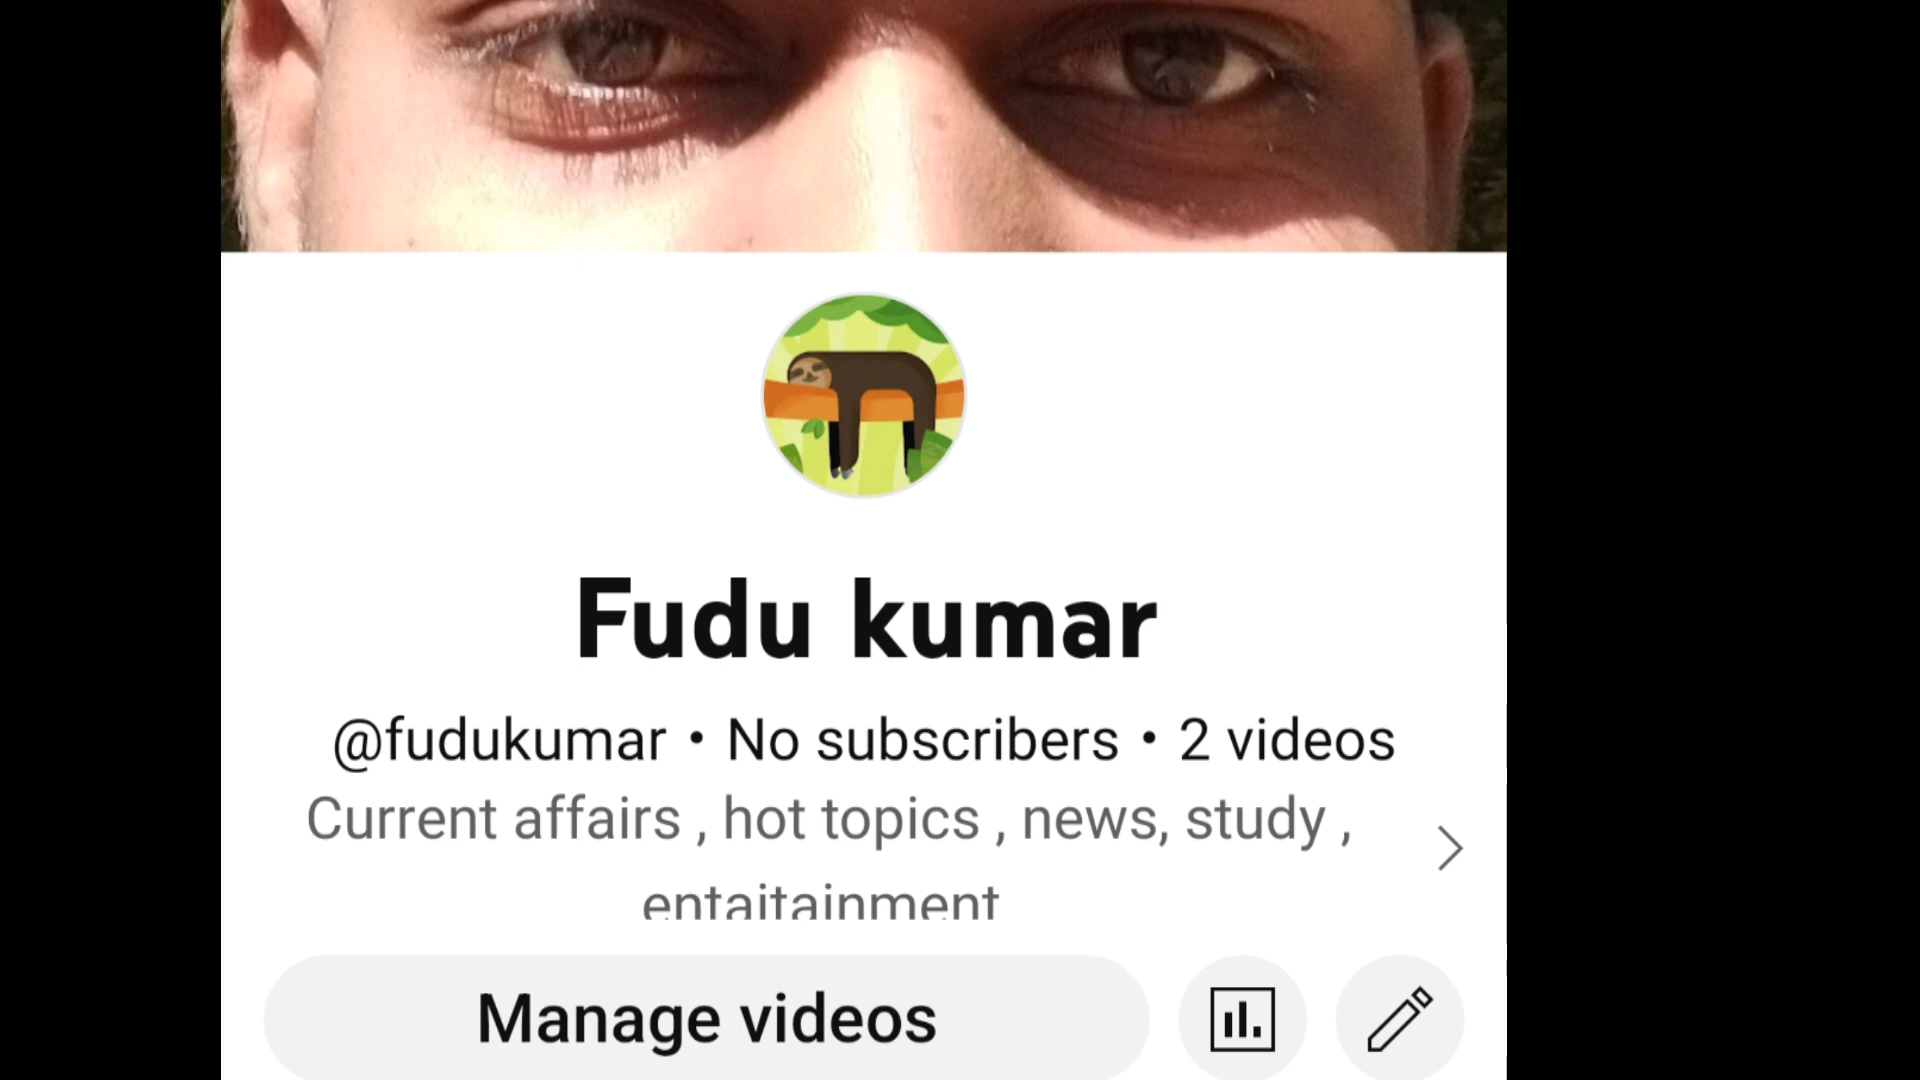 Fudu kumar
@fudukumar • No subscribers • 2 videos
Current affairs , hot topics , news, study ,
entaitainment
Manage videos